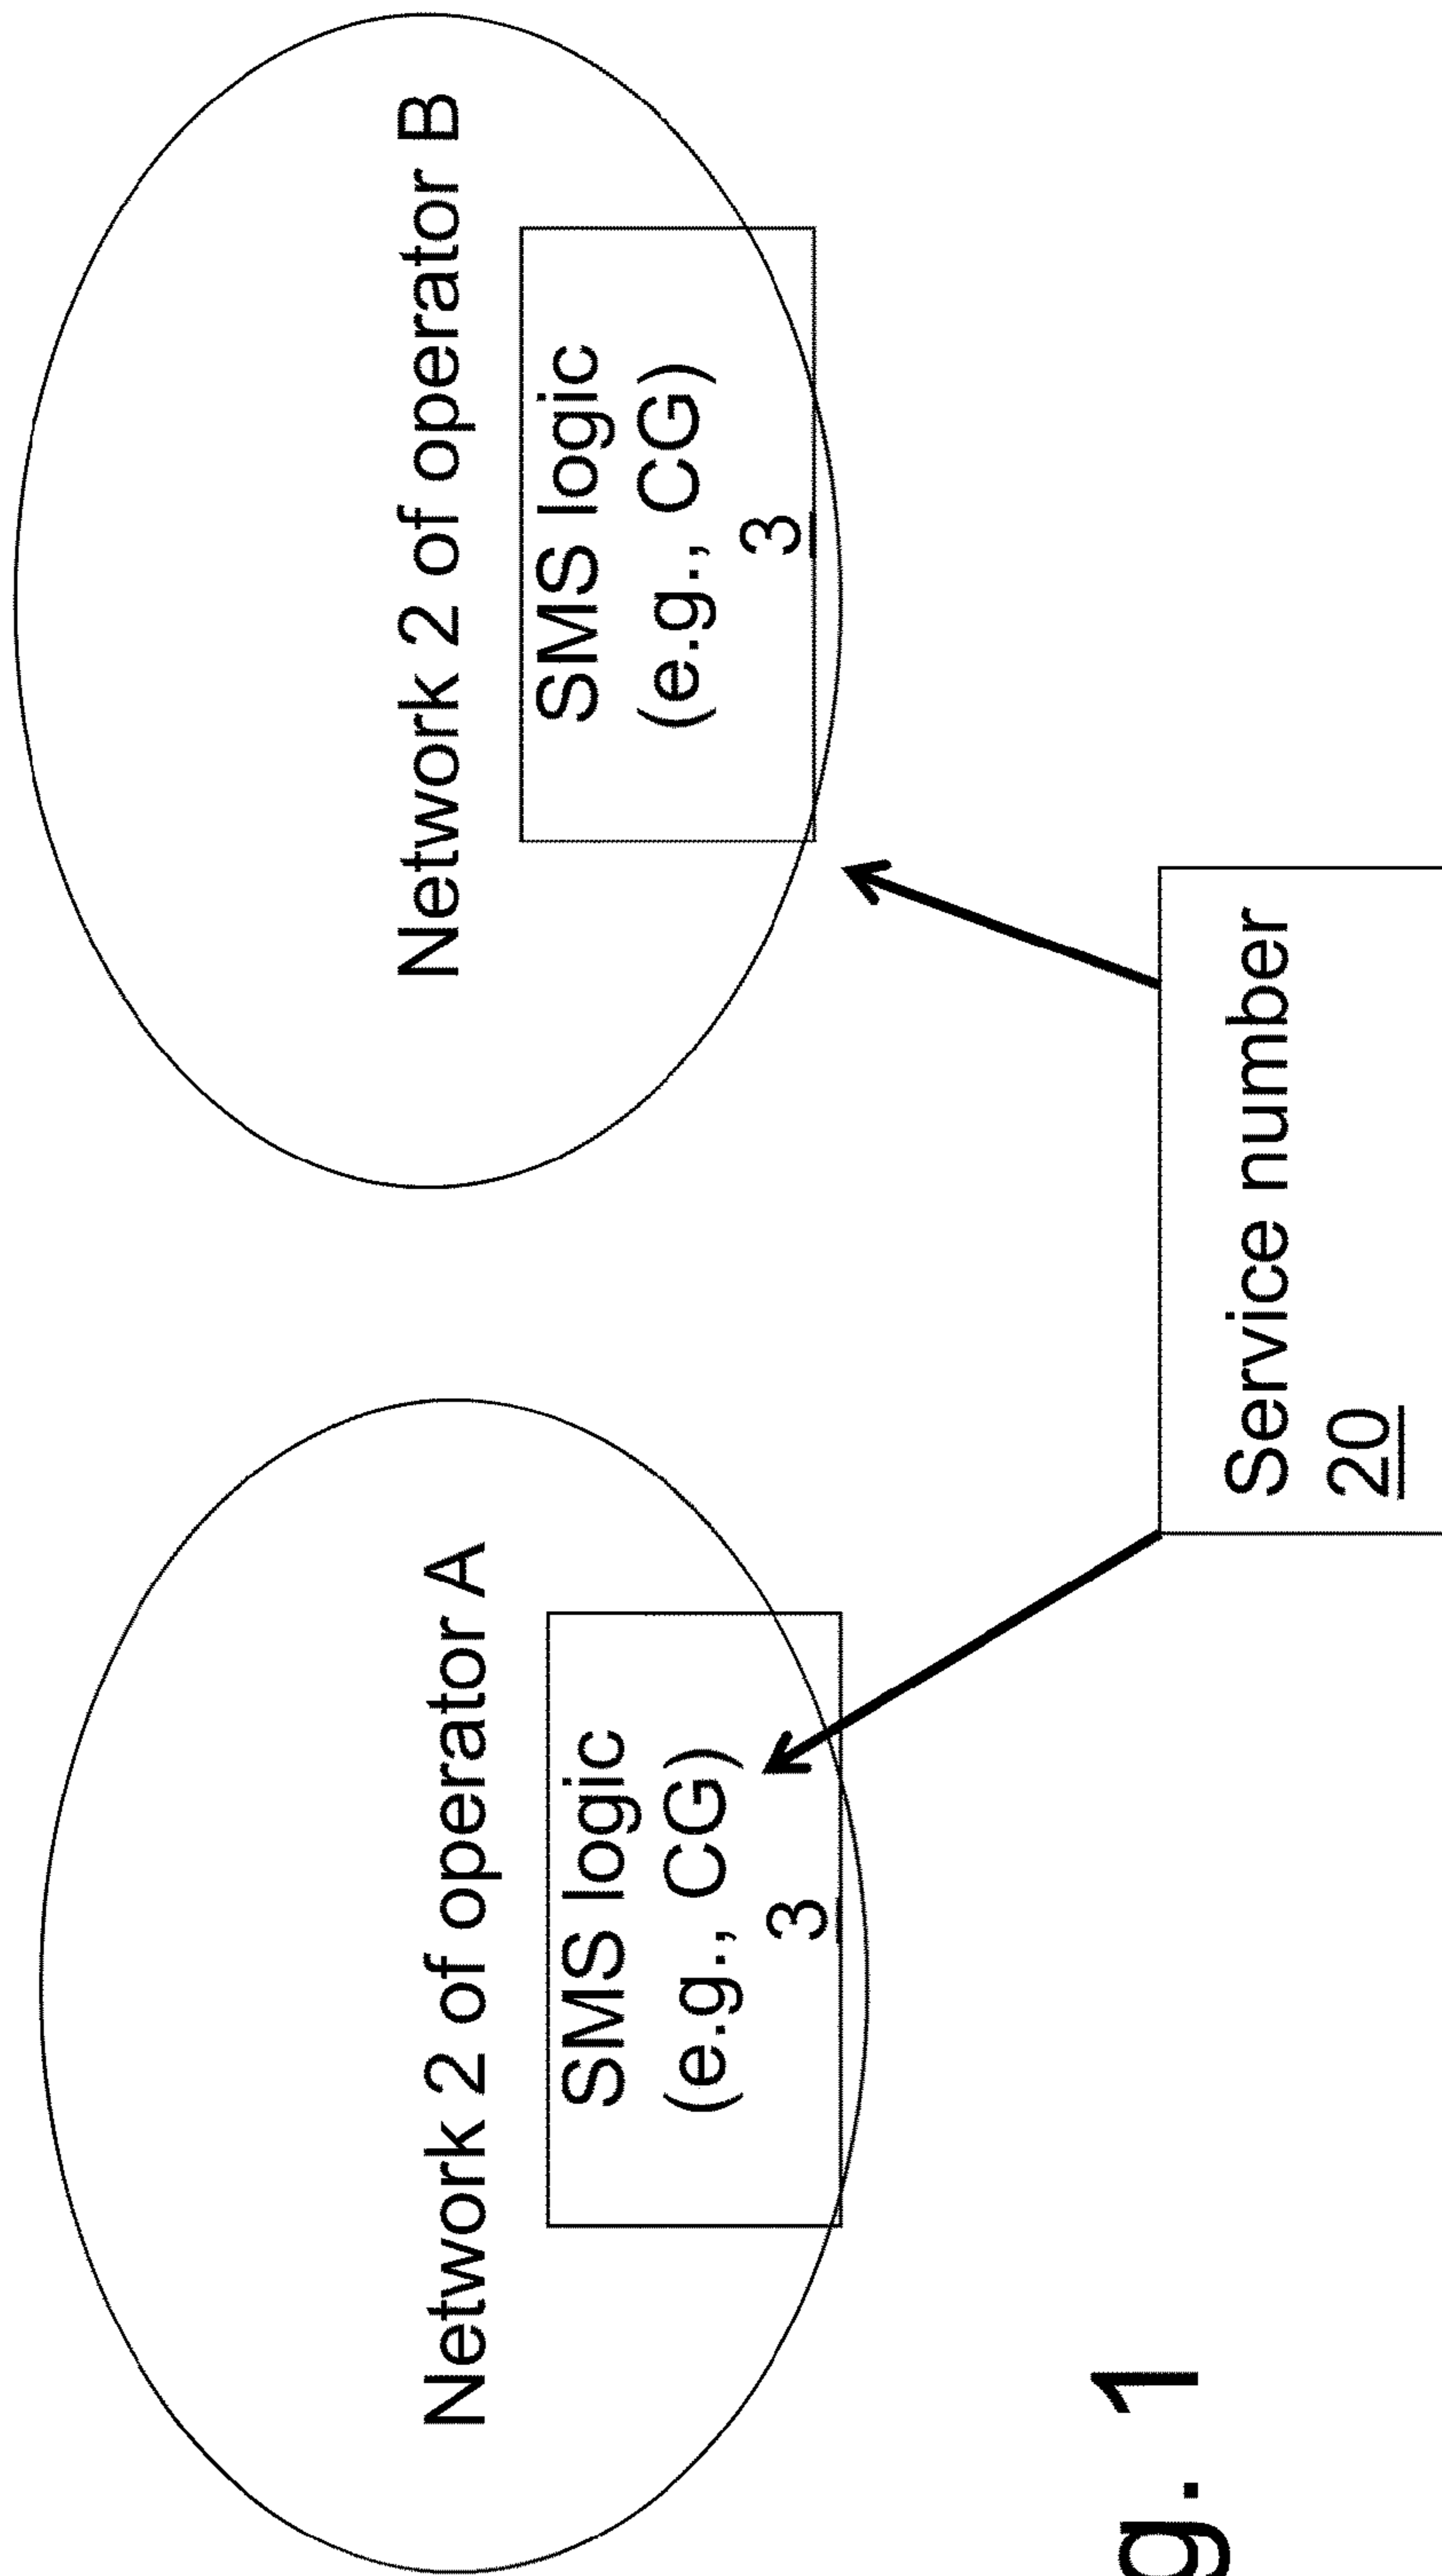 Network 2 of operator A
SMS logic
(e.g., CG)
3
Network 2 of operator B
SMS logic
(e.g., CG)
3
Service number
20
g. 1